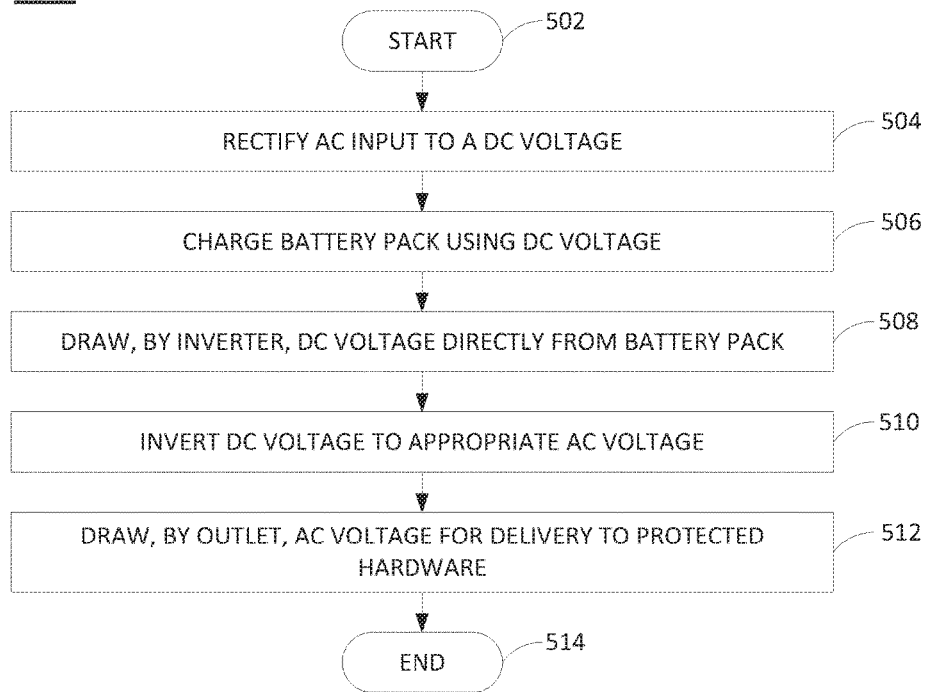 START
502
RECTIFY AC INPUT TO A DC VOLTAGE
504
CHARGE BATTERY PACK USING DC VOLTAGE
506
DRAW, BY INVERTER, DC VOLTAGE DIRECTLY FROM BATTERY PACK
508
INVERT DC VOLTAGE TO APPROPRIATE AC VOLTAGE
510
DRAW, BY OUTLET, AC VOLTAGE FOR DELIVERY TO PROTECTED
HARDWARE
512
END
514